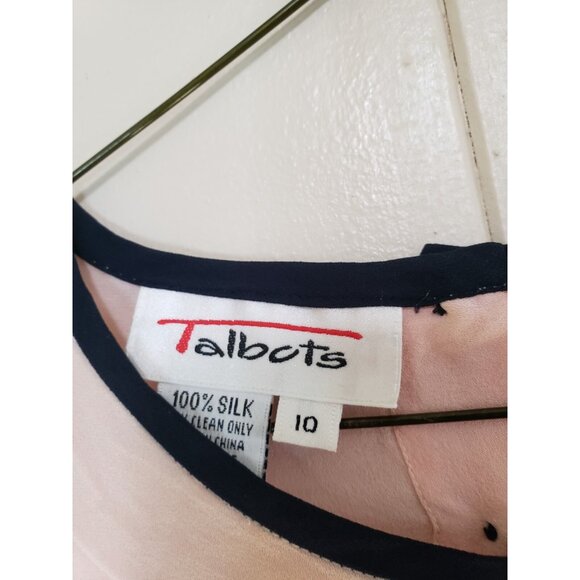 Talbots
100% SILK
CLEAN ONLY
CHINA
10